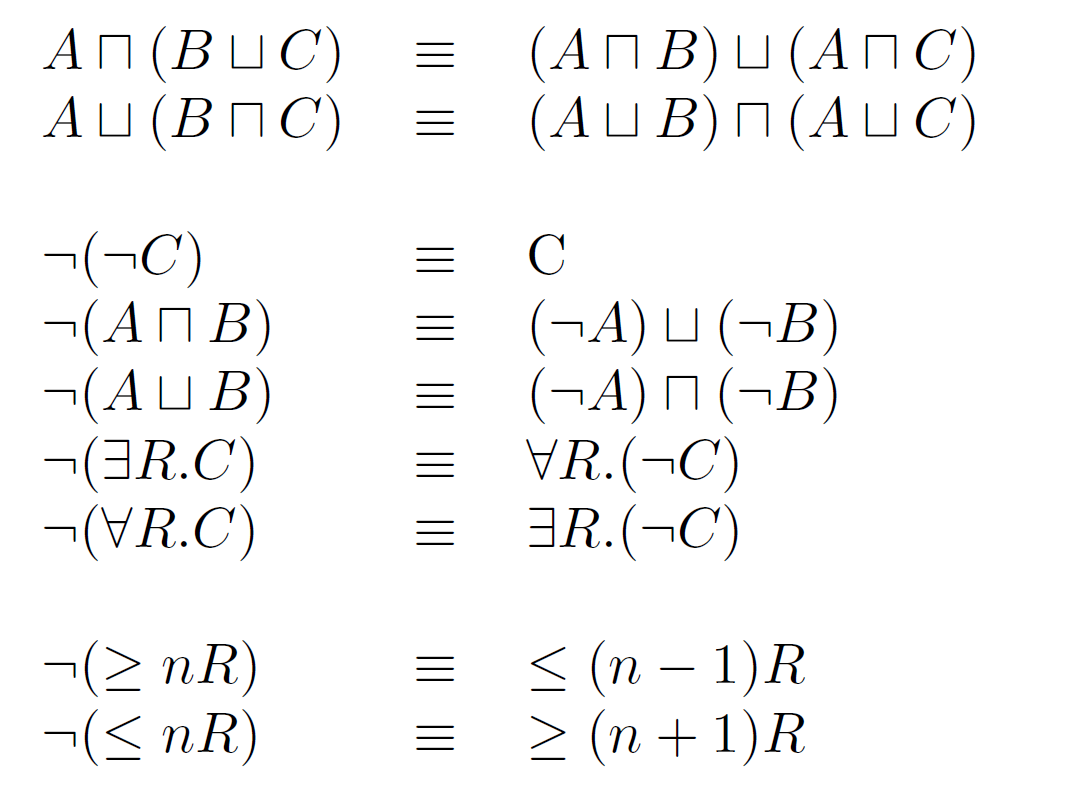 A ⊓ (B ⊔ C) ≡ (A ⊓ B) ⊔ (A ⊓ C)
A ⊔ (B ⊓ C) ≡ (A ⊔ B) ⊓ (A ⊔ C)
¬(¬C) ≡ C
¬(A ⊓ B) ≡ (¬A) ⊔ (¬B)
¬(A ⊔ B) ≡ (¬A) ⊓ (¬B)
¬(∃R.C) ≡ ∀R.(¬C)
¬(∀R.C) ≡ ∃R.(¬C)
¬(≥ nR) ≡ ≤ (n − 1)R
¬(≤ nR) ≡ ≥ (n + 1)R